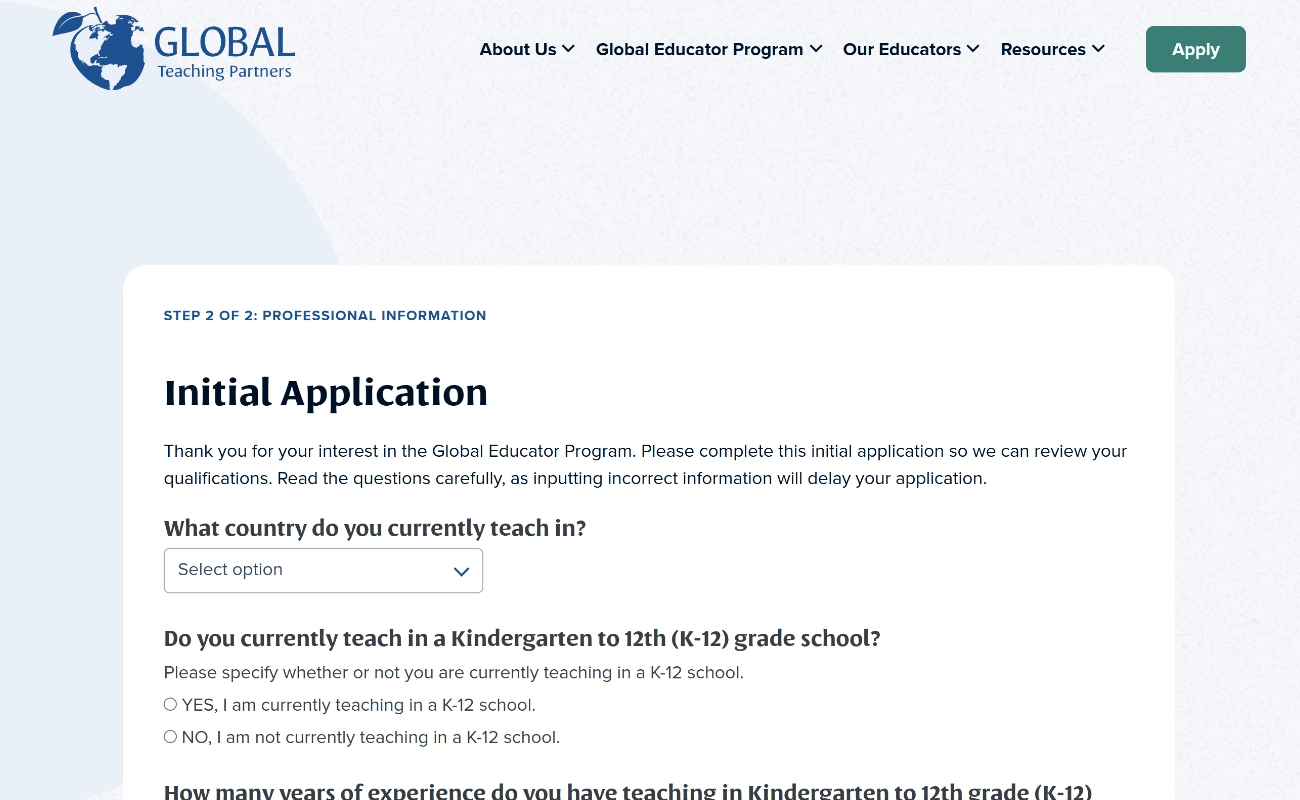 GLOBAL
Teaching Partners
About Us
Global Educator Program
Our Educators
Resources
Apply
STEP 2 OF 2: PROFESSIONAL INFORMATION
Initial Application
Thank you for your interest in the Global Educator Program. Please complete this initial application so we can review your
qualifications. Read the questions carefully, as inputting incorrect information will delay your application.
What country do you currently teach in?
Select option
Do you currently teach in a Kindergarten to 12th (K-12) grade school?
Please specify whether or not you are currently teaching in a K-12 school.
YES, I am currently teaching in a K-12 school.
NO, I am not currently teaching in a K-12 school.
How many years of experience do you have teaching in Kindergarten to 12th grade (K-12)